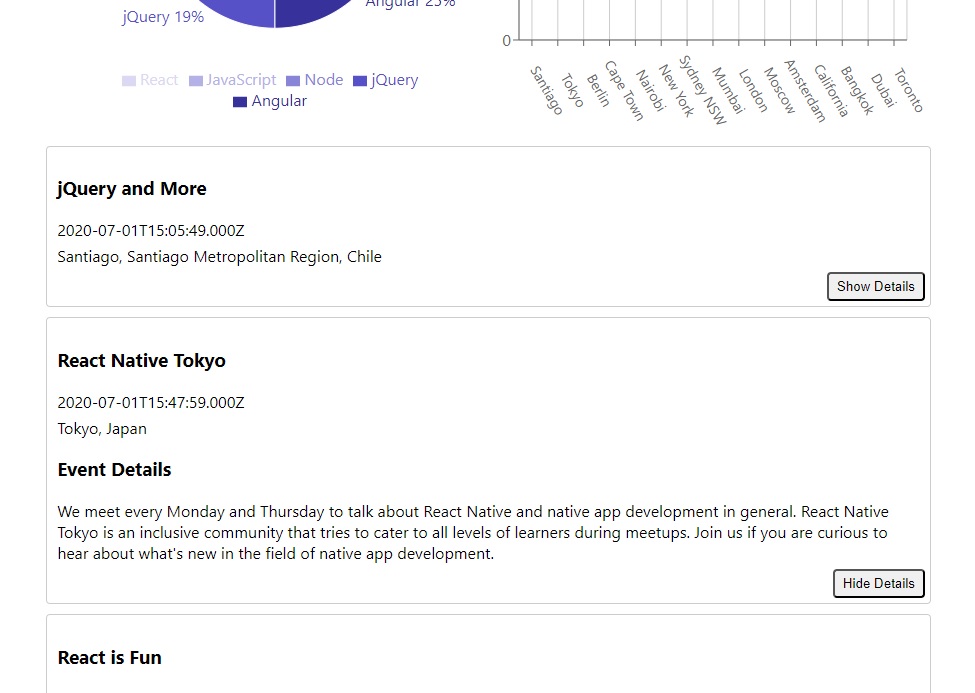 jQuery 19%
Angular 25%
0
Santiago
Tokyo
Berlin
Cape Town
Nairobi
New York
Sydney NSW
Mumbai
London
Moscow
Amsterdam
California
Bangkok
Dubai
Toronto
React JavaScript Node jQuery
Angular
jQuery and More
2020-07-01T15:05:49.000Z
Santiago, Santiago Metropolitan Region, Chile
Show Details
React Native Tokyo
2020-07-01T15:47:59.000Z
Tokyo, Japan
Event Details
We meet every Monday and Thursday to talk about React Native and native app development in general. React Native
Tokyo is an inclusive community that tries to cater to all levels of learners during meetups. Join us if you are curious to
hear about what's new in the field of native app development.
Hide Details
React is Fun